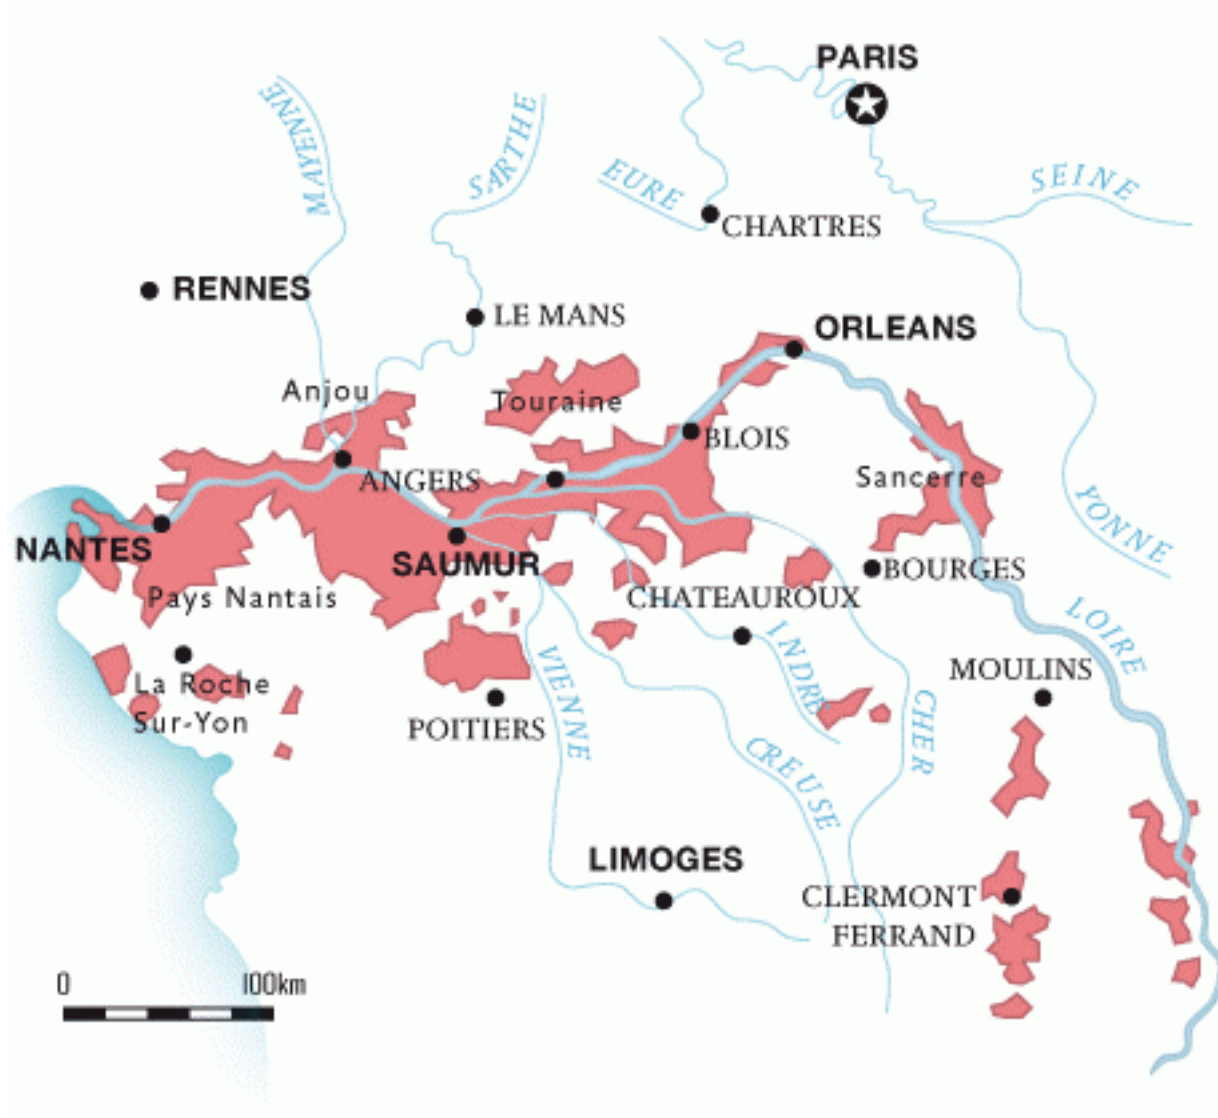 PARIS
MAYENNE
SARTHE
EURE
SEINE
CHARTRES
RENNES
LE MANS
ORLEANS
Anjou
Touraine
BLOIS
ANGERS
Sancerre
YONNE
NANTES
SAUMUR
BOURGES
Pays Nantais
CHATEAUROUX
LOIRE
INDRE
VIENNE
MOULINS
La Roche
Sur-Yon
POITIERS
CHER
CREUSE
LIMOGES
CLERMONT
FERRAND
0 100km